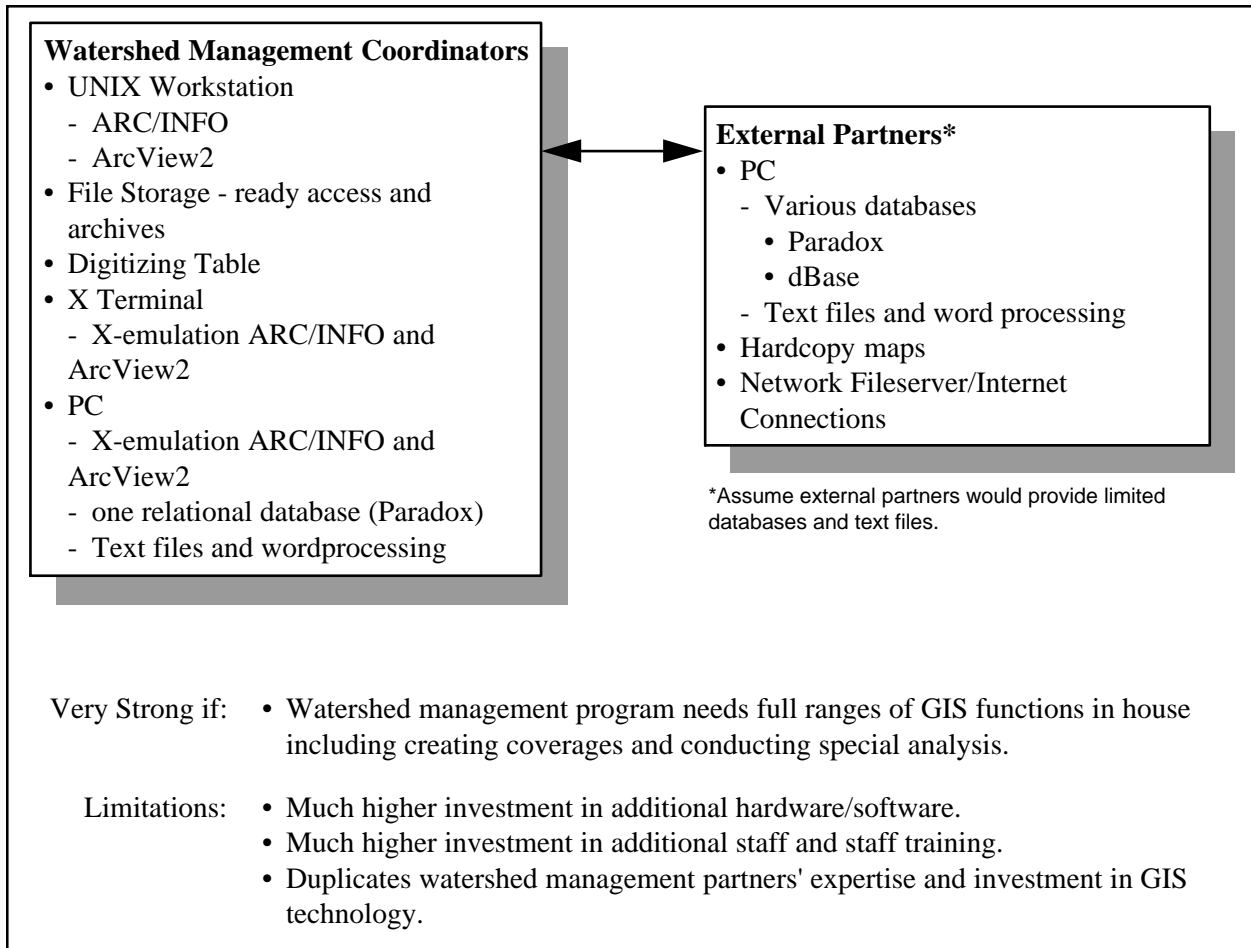 Watershed Management Coordinators
• UNIX Workstation
- ARC/INFO
- ArcView2
• File Storage - ready access and
archives
• Digitizing Table
• X Terminal
- X-emulation ARC/INFO and
ArcView2
• PC
- X-emulation ARC/INFO and
ArcView2
- one relational database (Paradox)
- Text files and wordprocessing
External Partners*
• PC
- Various databases
• Paradox
• dBase
- Text files and word processing
• Hardcopy maps
• Network Fileserver/Internet
Connections
*Assume external partners would provide limited
databases and text files.
Very Strong if: • Watershed management program needs full ranges of GIS functions in house
including creating coverages and conducting special analysis.
Limitations: • Much higher investment in additional hardware/software.
• Much higher investment in additional staff and staff training.
• Duplicates watershed management partners' expertise and investment in GIS
technology.